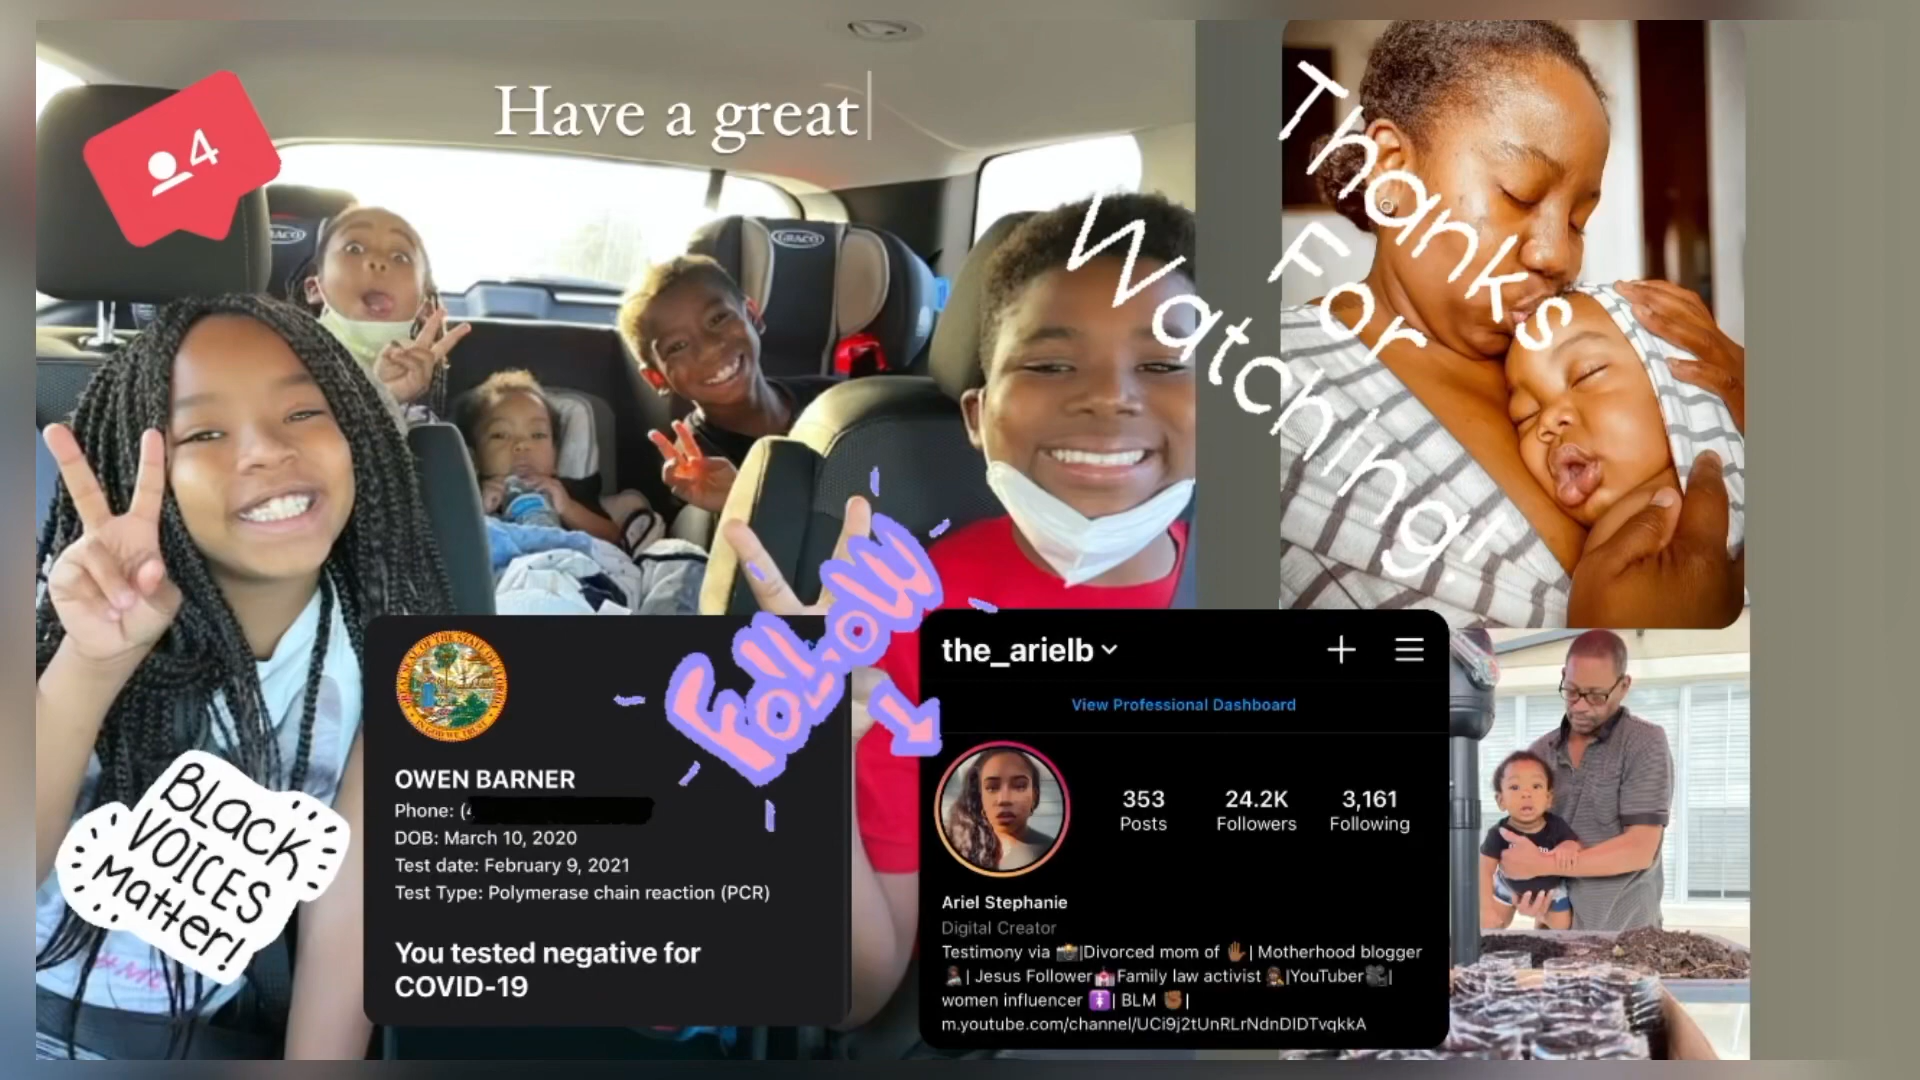 Have a great
4
Thanks
For
Watching!
GRACO
Follow
BLACK
VOICES
Matter!
OWEN BARNER
Phone: (4
DOB: March 10, 2020
Test date: February 9, 2021
Test Type: Polymerase chain reaction (PCR)
You tested negative for
COVID-19
the_arielb
View Professional Dashboard
353
Posts
24.2K
Followers
3,161
Following
Ariel Stephanie
Digital Creator
Testimony via 📸|Divorced mom of 🖐🏾| Motherhood blogger
🤱🏾| Jesus Follower💒Family law activist 👩🏾‍⚖️|YouTuber🎥|
women influencer 🚺| BLM ✊🏾|
m.youtube.com/channel/UCi9j2tUnRLrNdnDIDTvqkkA